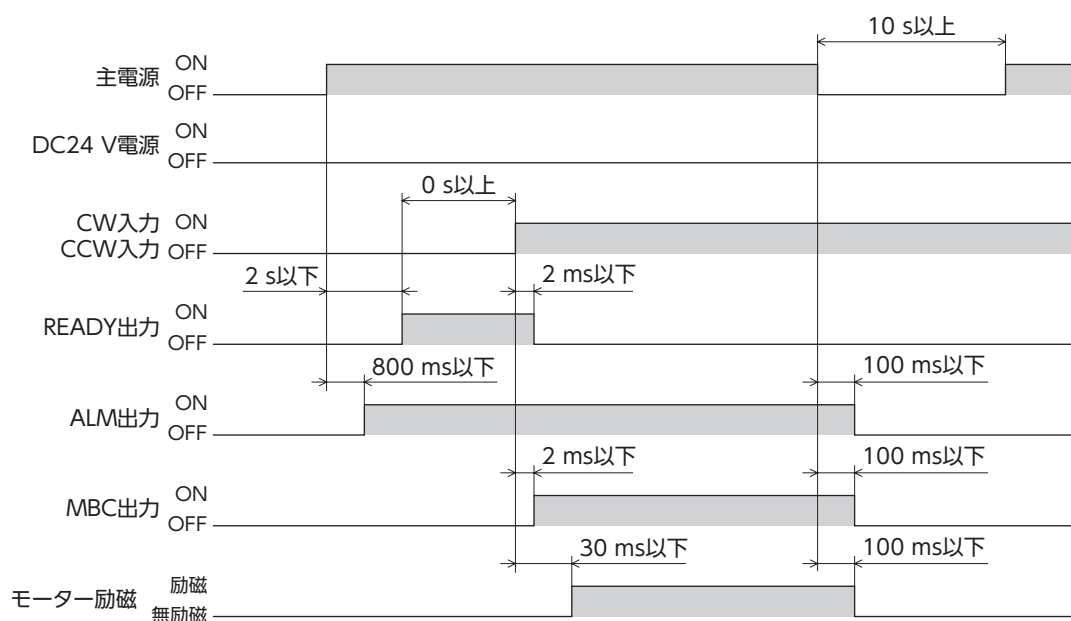 10 s以上
主電源 ON
OFF
DC24 V電源 ON
OFF
0 s以上
CW入力 ON
CCW入力 OFF
2 s以下 2 ms以下
READY出力 ON
OFF
800 ms以下 100 ms以下
ALM出力 ON
OFF
2 ms以下 100 ms以下
MBC出力 ON
OFF
30 ms以下 100 ms以下
モーター励磁 励磁
無励磁